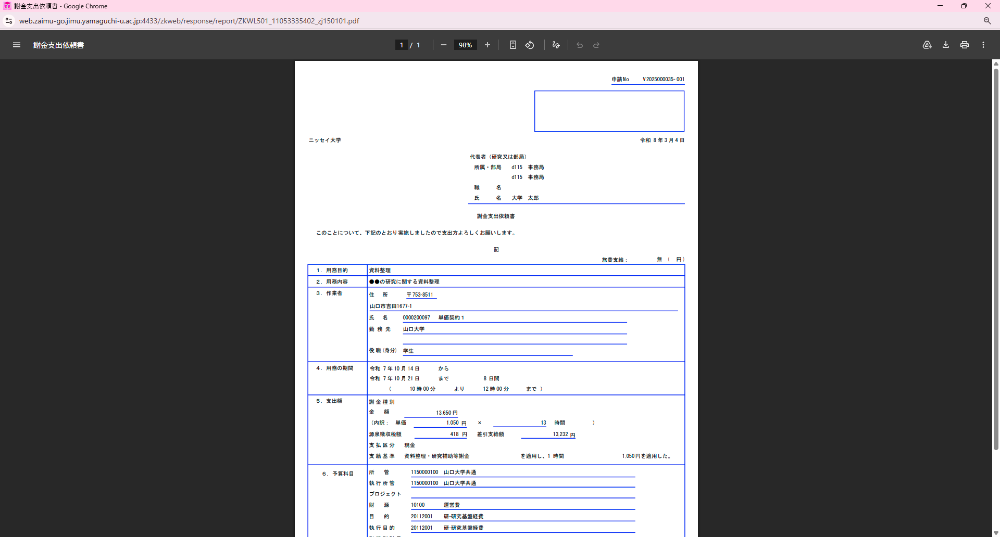 謝金支出依頼書 - Google Chrome
web.zaimu-go.jimu.yamaguchi-u.ac.jp:4433/zkweb/response/report/ZKWL501_11053335402_zj150101.pdf
謝金支出依頼書 1 / 1 98%
申請No V2025000035-001
ニッセイ大学 令和 8 年 3 月 4 日
代表者（研究又は部局）
所属・部局 d115 事務局
d115 事務局
職 名
氏 名 大学 太郎
謝金支出依頼書
このことについて、下記のとおり実施しましたので支出方よろしくお願いします。
記
旅費支給： 無 （ 円）
１．用務目的 資料整理
２．用務内容 ●●の研究に関する資料整理
３．作業者 住 所 〒753-8511
山口市吉田1677-1
氏 名 0000200097 単価契約１
勤 務 先 山口大学
役 職（身分） 学生
４．用務の期間 令和 7 年 10 月 14 日 から
令和 7 年 10 月 21 日 まで 8 日間
（ 10 時 00 分 より 12 時 00 分 まで ）
５．支出額 謝 金 種 別
金 額 13,650 円
（内訳： 単価 1,050 円 × 13 時間 ）
源泉徴収税額 418 円 差引支給額 13,232 円
支 払 区 分 現金
支 給 基 準 資料整理・研究補助等謝金 を適用し、1 時間 1,050円を適用した。
６．予算科目 所 管 1150000100 山口大学共通
執 行 所 管 1150000100 山口大学共通
プロジェクト
財 源 10100 運営費
目 的 20112001 研-研究基盤経費
執 行 目 的 20112001 研-研究基盤経費